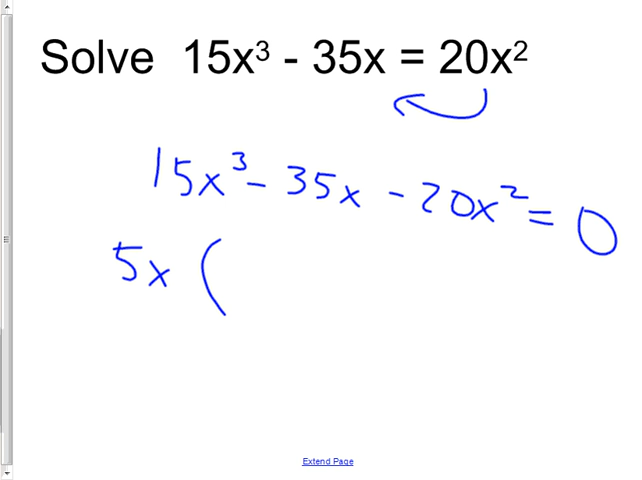 Solve 15x³ - 35x = 20x²
15x³ - 35x - 20x² = 0
5x (
Extend Page